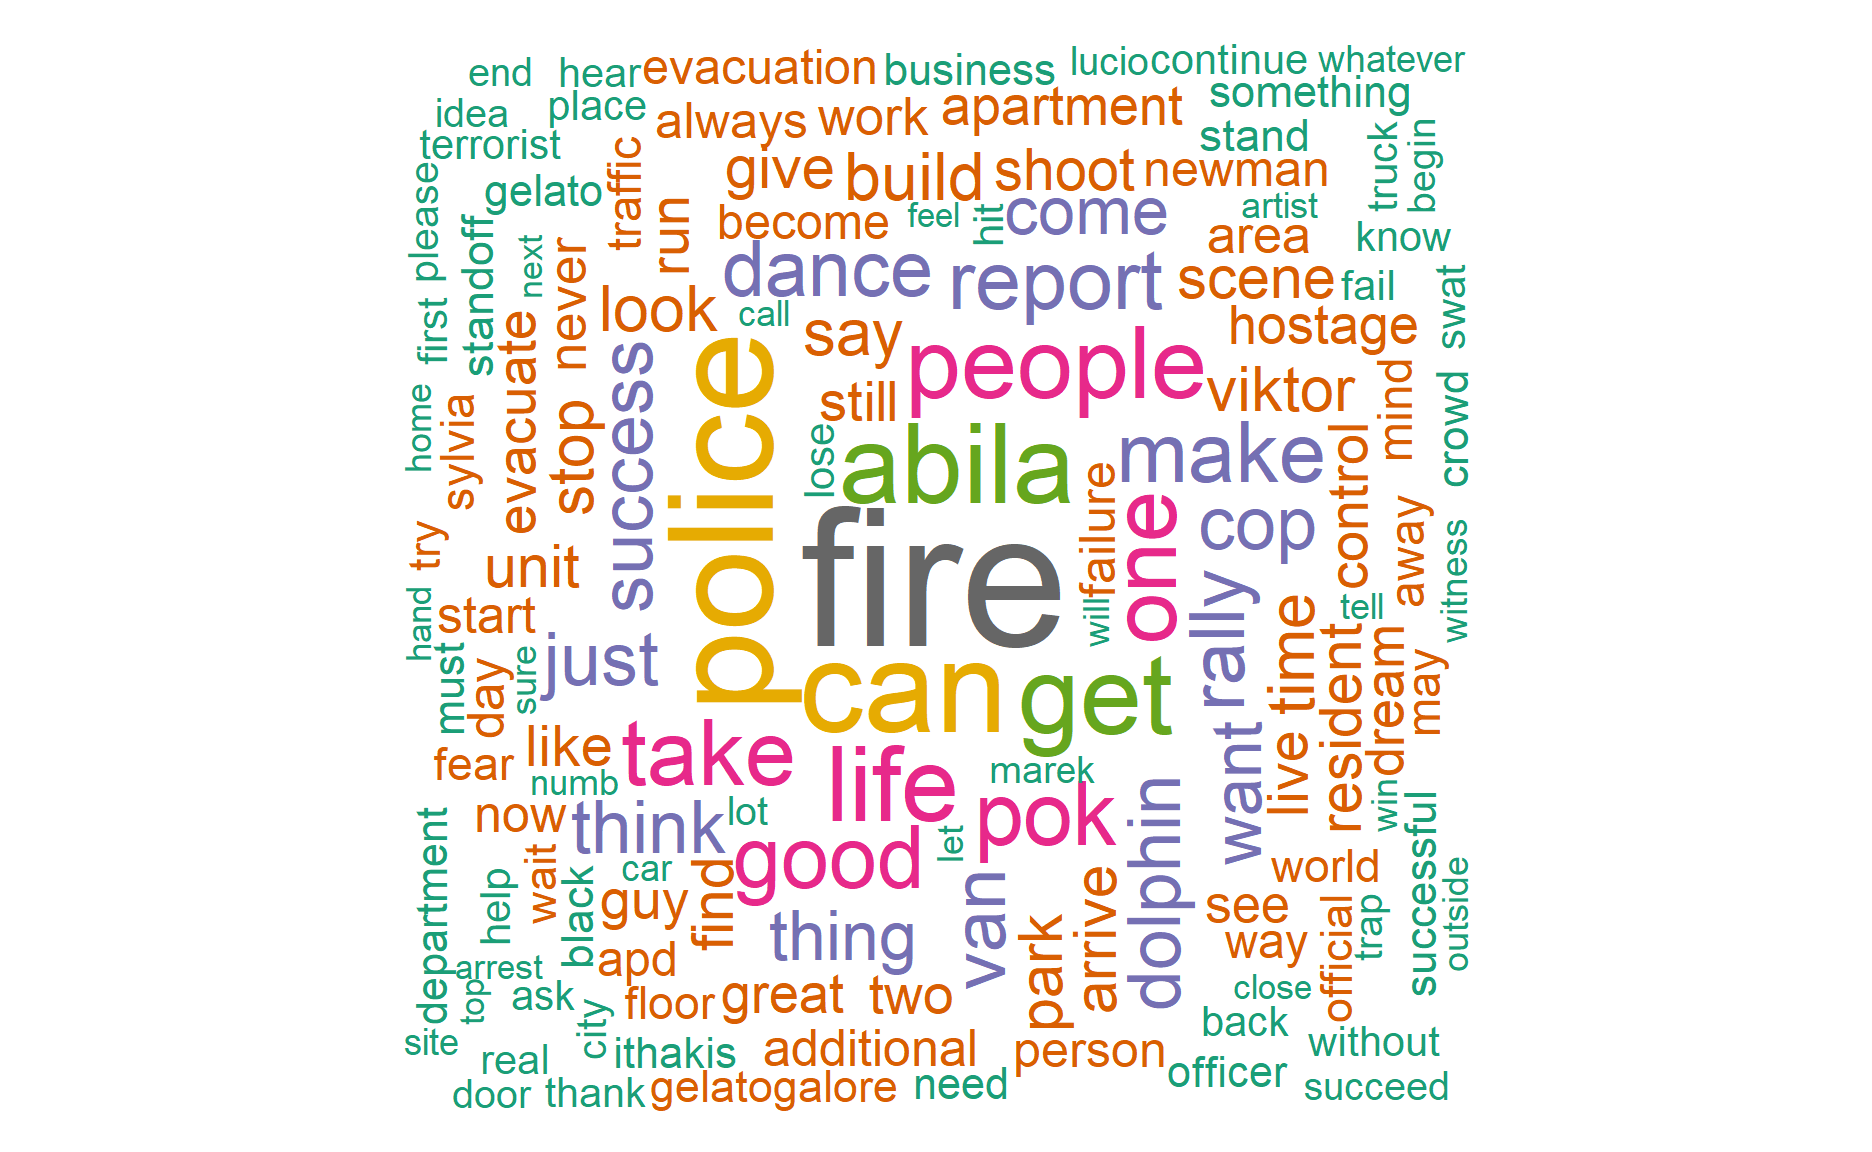 end hear evacuation business lucio continue whatever
idea place always work apartment something
terrorist traffic give build shoot newman stand truck begin
please gelato run become feel hit come artist area know
standoff next never look call dance report scene fail swat
first evacuate stop success police say people hostage
still viktor mind crowd
home sylvia lose abila make control
try unit fire failure one cop away witness
hand start will rally time tell
must day sure just can get want live resident dream may
fear like take life marek win
numb now think lot good let pok dolphin successful
department help wait black car guy find van world
thing park arrive see way official trap outside
arrest apd
top ask city floor great two close
site real ithakis additional person back without
door thank gelatogalore need officer succeed